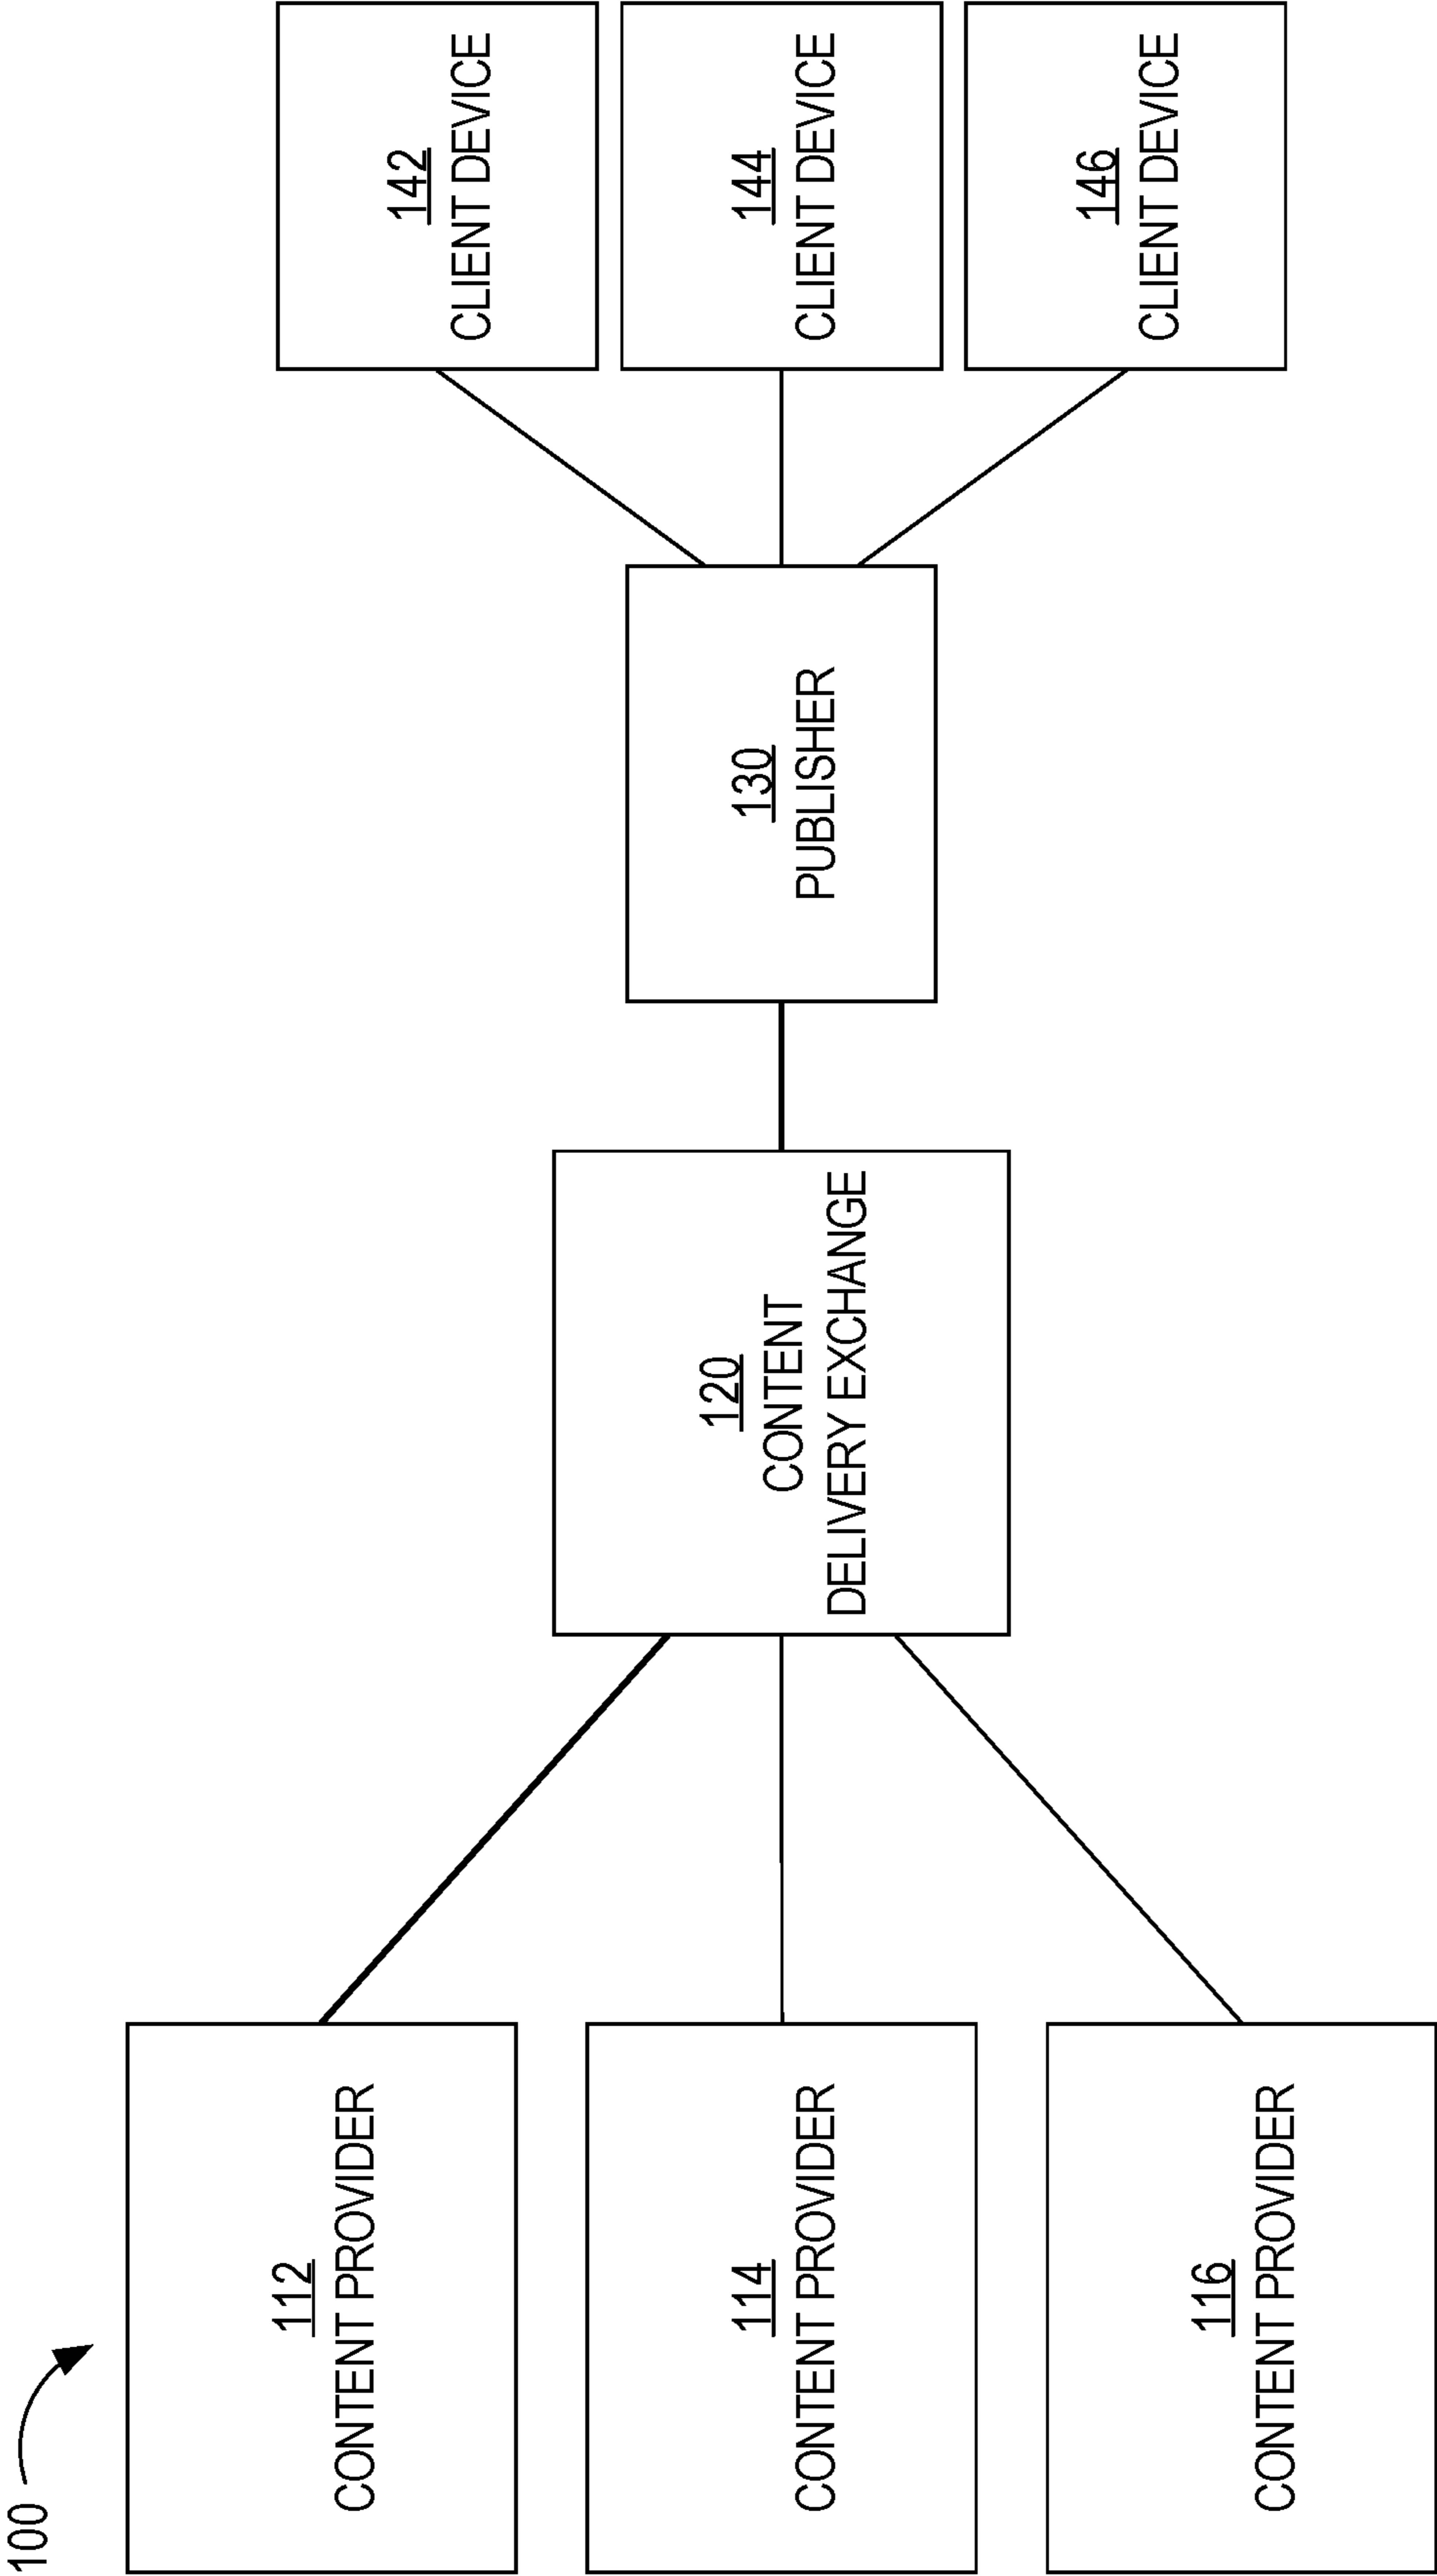 100
112
CONTENT PROVIDER
114
CONTENT PROVIDER
116
CONTENT PROVIDER
120
CONTENT
DELIVERY EXCHANGE
130
PUBLISHER
142
CLIENT DEVICE
144
CLIENT DEVICE
146
CLIENT DEVICE